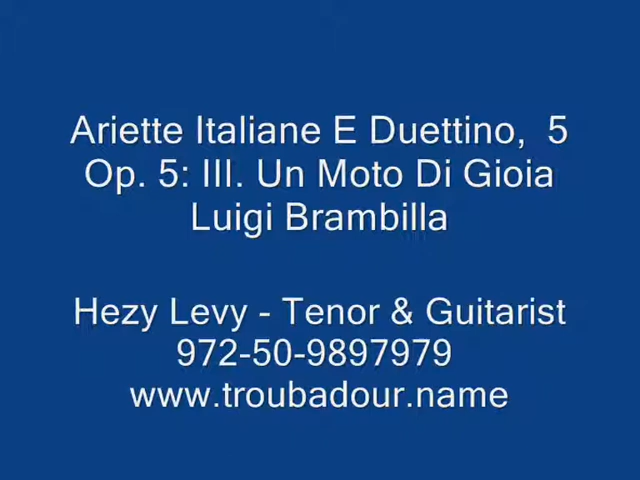 Ariette Italiane E Duettino,  5
Op. 5: III. Un Moto Di Gioia
Luigi Brambilla
Hezy Levy - Tenor & Guitarist
972-50-9897979
www.troubadour.name